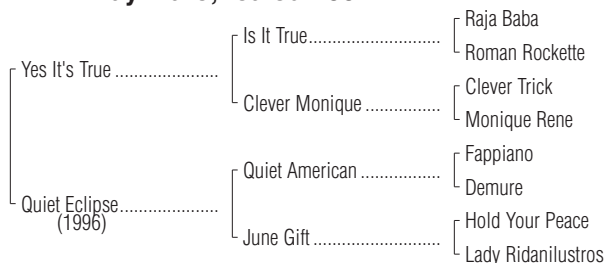 Raja Baba
Is It True
Roman Rockette
Yes It's True
Clever Trick
Clever Monique
Monique Rene
Fappiano
Quiet American
Demure
Quiet Eclipse
(1996)
Hold Your Peace
June Gift
Lady Ridanilustros